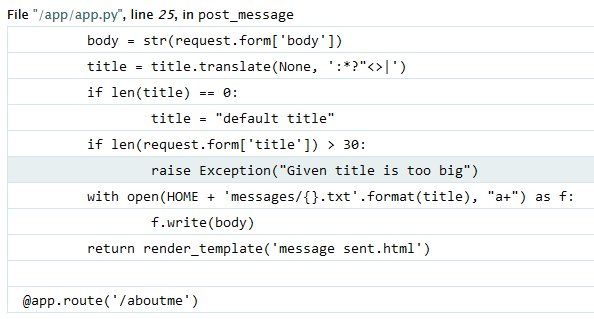 File "/app/app.py", line 25, in post_message
body = str(request.form['body'])
title = title.translate(None, ':*?"<>|')
if len(title) == 0:
title = "default title"
if len(request.form['title']) > 30:
raise Exception("Given title is too big")
with open(HOME + 'messages/{}.txt'.format(title), "a+") as f:
f.write(body)
return render_template('message sent.html')
@app.route('/aboutme')